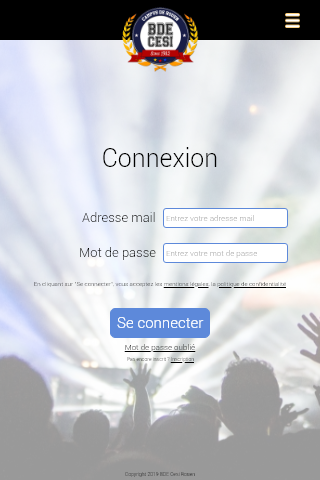 CAMPUS DE ROUEN
BDE
CESI
Since 1982
Connexion
Adresse mail
Entrez votre adresse mail
Mot de passe
Entrez votre mot de passe
En cliquant sur "Se connecter", vous acceptez les mentions légales, la politique de confidentialité
Se connecter
Mot de passe oublié
Pas encore inscrit ? Inscription
Copyright 2019 BDE Cesi Rouen